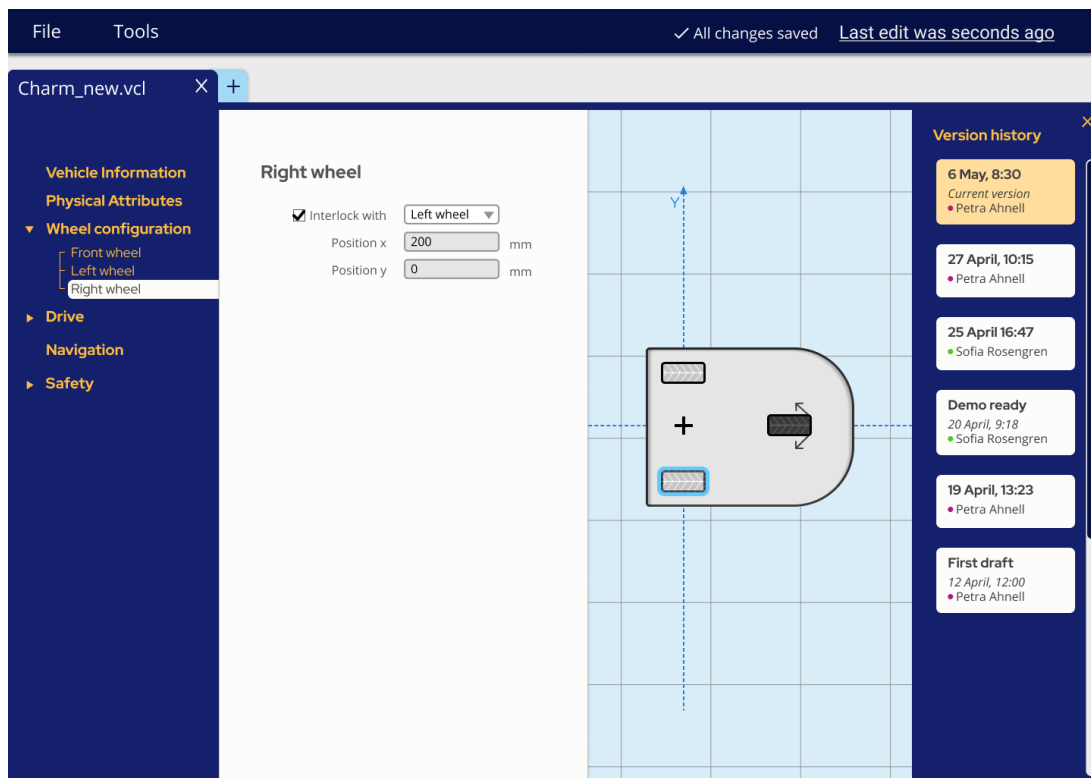 File Tools ✓ All changes saved Last edit was seconds ago
Charm_new.vcl X +
Vehicle Information
Physical Attributes
Wheel configuration
Front wheel
Left wheel
Right wheel
Drive
Navigation
Safety
Right wheel
Interlock with Left wheel
Position x 200 mm
Position y 0 mm
Y
Version history
6 May, 8:30
Current version
Petra Ahnell
27 April, 10:15
Petra Ahnell
25 April 16:47
Sofia Rosengren
Demo ready
20 April, 9:18
Sofia Rosengren
19 April, 13:23
Petra Ahnell
First draft
12 April, 12:00
Petra Ahnell